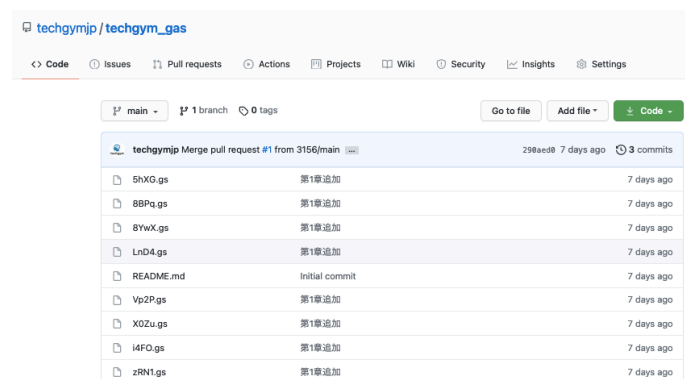 techgymjp / techgym_gas
<> Code Issues Pull requests Actions Projects Wiki Security Insights Settings
main 1 branch 0 tags Go to file Add file Code
techgymjp Merge pull request #1 from 3156/main ... 290aed0 7 days ago 3 commits
5hXG.gs 第1章追加 7 days ago
8BPq.gs 第1章追加 7 days ago
8YwX.gs 第1章追加 7 days ago
LnD4.gs 第1章追加 7 days ago
README.md Initial commit 7 days ago
Vp2P.gs 第1章追加 7 days ago
X0Zu.gs 第1章追加 7 days ago
i4FO.gs 第1章追加 7 days ago
zRN1.gs 第1章追加 7 days ago